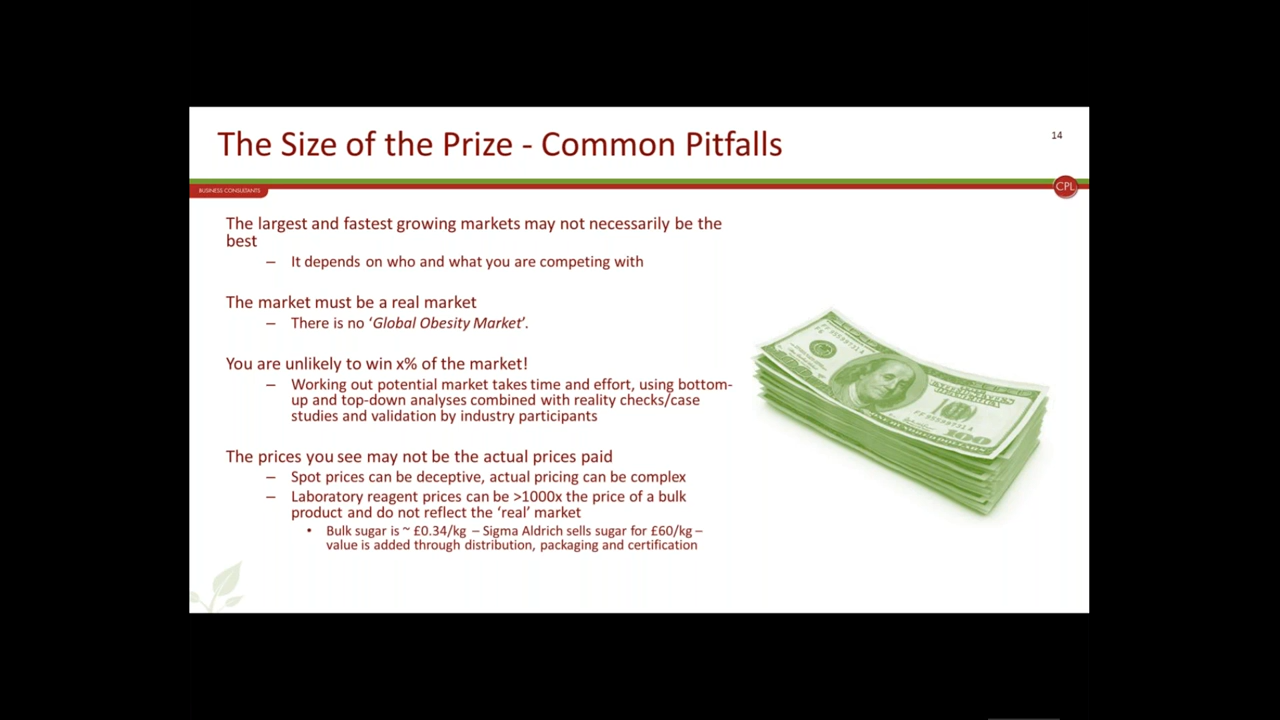 The Size of the Prize - Common Pitfalls
14
BUSINESS CONSULTANTS
CPL
The largest and fastest growing markets may not necessarily be the
best
– It depends on who and what you are competing with
The market must be a real market
– There is no ‘Global Obesity Market’.
You are unlikely to win x% of the market!
– Working out potential market takes time and effort, using bottom-
up and top-down analyses combined with reality checks/case
studies and validation by industry participants
The prices you see may not be the actual prices paid
– Spot prices can be deceptive, actual pricing can be complex
– Laboratory reagent prices can be >1000x the price of a bulk
product and do not reflect the ‘real’ market
• Bulk sugar is ~ £0.34/kg – Sigma Aldrich sells sugar for £60/kg –
value is added through distribution, packaging and certification
100